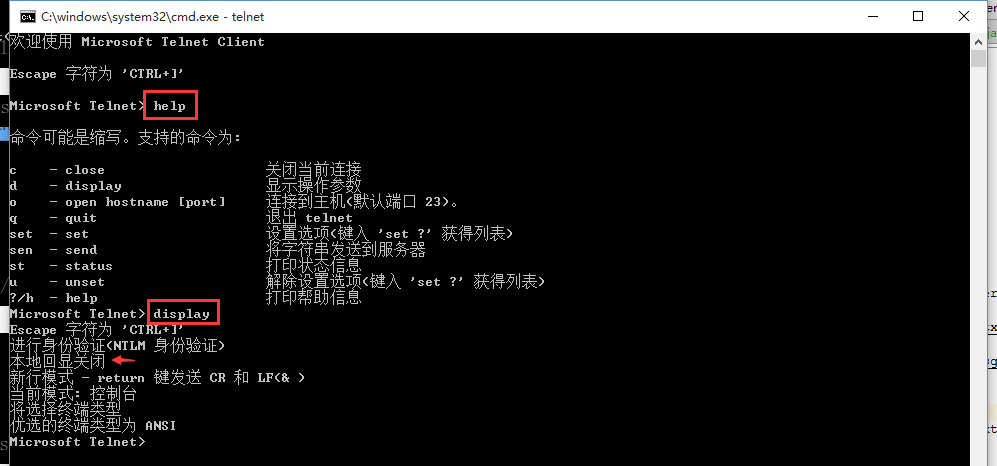 C:\windows\system32\cmd.exe - telnet
欢迎使用 Microsoft Telnet Client
Escape 字符为 'CTRL+]'
Microsoft Telnet> help
命令可能是缩写。支持的命令为:
c - close 关闭当前连接
d - display 显示操作参数
o - open hostname [port] 连接到主机(默认端口 23)。
q - quit 退出 telnet
set - set 设置选项(键入 'set ?' 获得列表)
sen - send 将字符串发送到服务器
st - status 打印状态信息
u - unset 解除设置选项(键入 'set ?' 获得列表)
?/h - help 打印帮助信息
Microsoft Telnet> display
Escape 字符为 'CTRL+]'
进行身份验证(NTLM 身份验证)
本地回显关闭
新行模式 - return 键发送 CR 和 LF(& )
当前模式: 控制台
将选择终端类型
优选的终端类型为 ANSI
Microsoft Telnet>